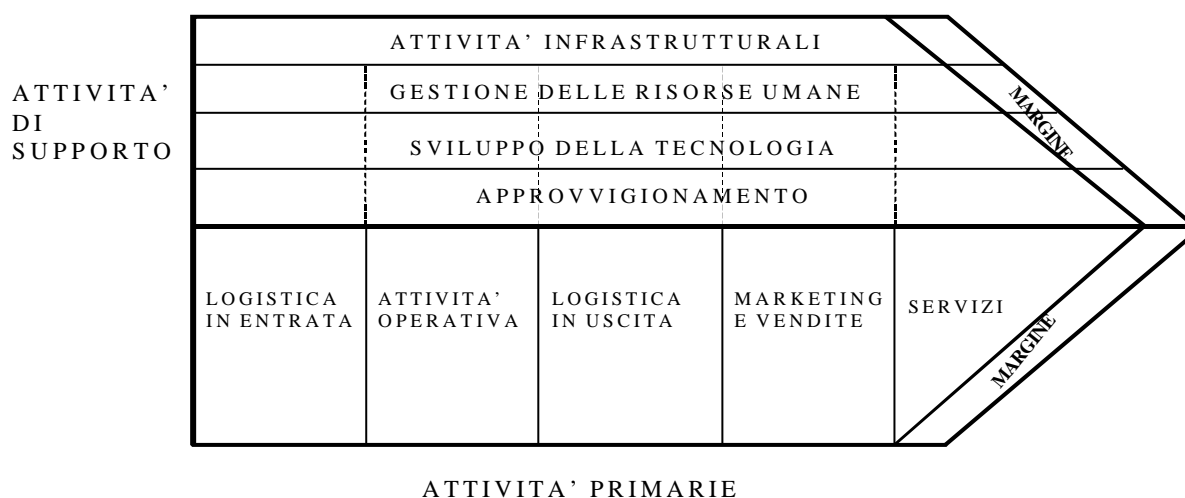 ATTIVITA’ INFRASTRUTTURALI
ATTIVITA’
DI
SUPPORTO
GESTIONE DELLE RISORSE UMANE
SVILUPPO DELLA TECNOLOGIA
APPROVVIGIONAMENTO
MARGINE
LOGISTICA
IN ENTRATA
ATTIVITA’
OPERATIVA
LOGISTICA
IN USCITA
MARKETING
E VENDITE
SERVIZI
MARGINE
ATTIVITA’ PRIMARIE